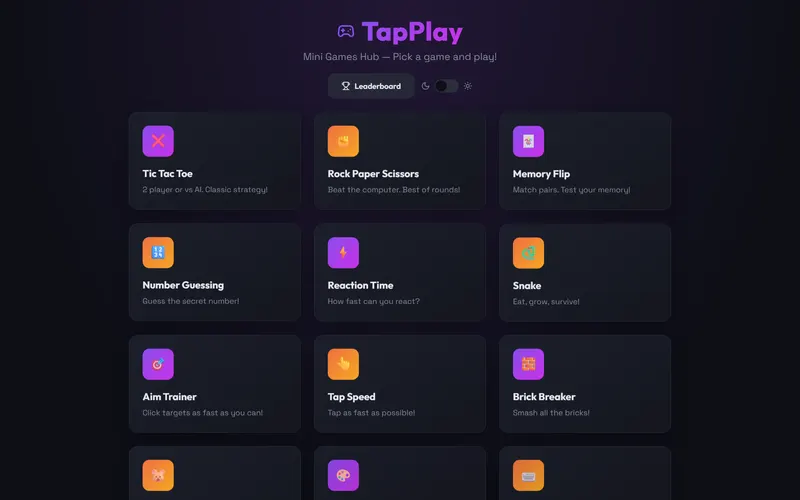 TapPlay
Mini Games Hub — Pick a game and play!
Leaderboard
Tic Tac Toe
2 player or vs AI. Classic strategy!
Rock Paper Scissors
Beat the computer. Best of rounds!
Memory Flip
Match pairs. Test your memory!
Number Guessing
Guess the secret number!
Reaction Time
How fast can you react?
Snake
Eat, grow, survive!
Aim Trainer
Click targets as fast as you can!
Tap Speed
Tap as fast as possible!
Brick Breaker
Smash all the bricks!